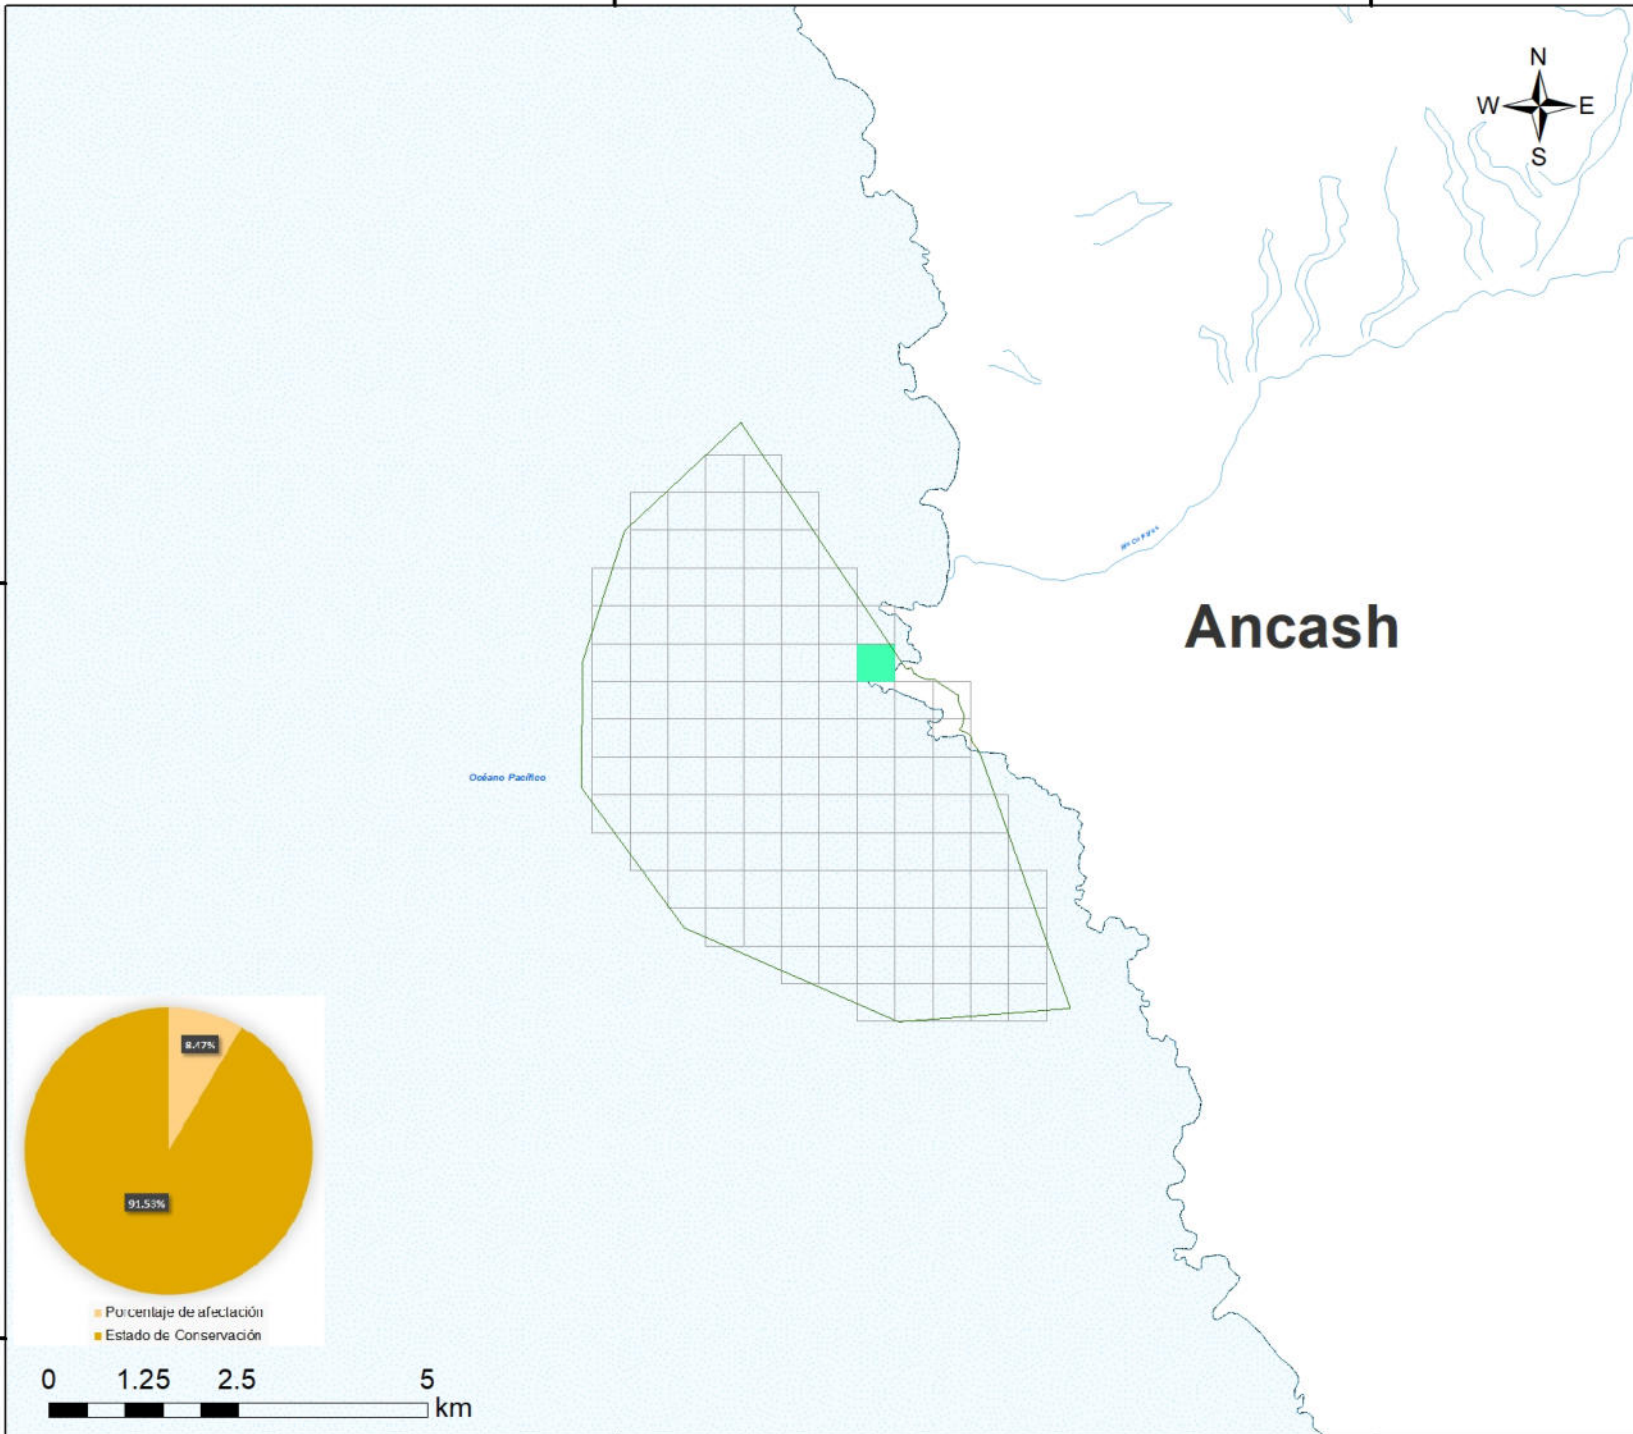 N
W E
S
Ancash
Océano Pacífico
8.47%
91.53%
Porcentaje de afectación
Estado de Conservación
0 1.25 2.5 5
km